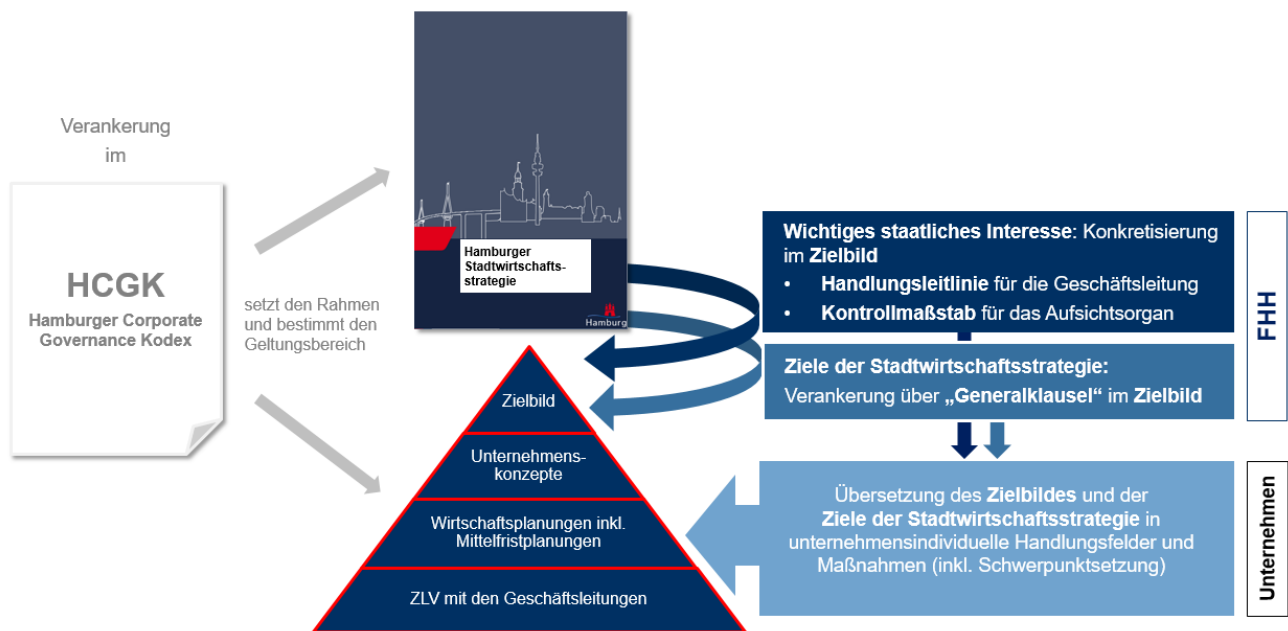 Verankerung
im
HCGK
Hamburger Corporate
Governance Kodex
setzt den Rahmen
und bestimmt den
Geltungsbereich
Hamburger
Stadtwirtschafts-
strategie
Hamburg
Wichtiges staatliches Interesse: Konkretisierung
im Zielbild
• Handlungsleitlinie für die Geschäftsleitung
• Kontrollmaßstab für das Aufsichtsorgan
Ziele der Stadtwirtschaftsstrategie:
Verankerung über „Generalklausel“ im Zielbild
FHH
Zielbild
Unternehmens-
konzepte
Wirtschaftsplanungen inkl.
Mittelfristplanungen
ZLV mit den Geschäftsleitungen
Übersetzung des Zielbildes und der
Ziele der Stadtwirtschaftsstrategie in
unternehmensindividuelle Handlungsfelder und
Maßnahmen (inkl. Schwerpunktsetzung)
Unternehmen